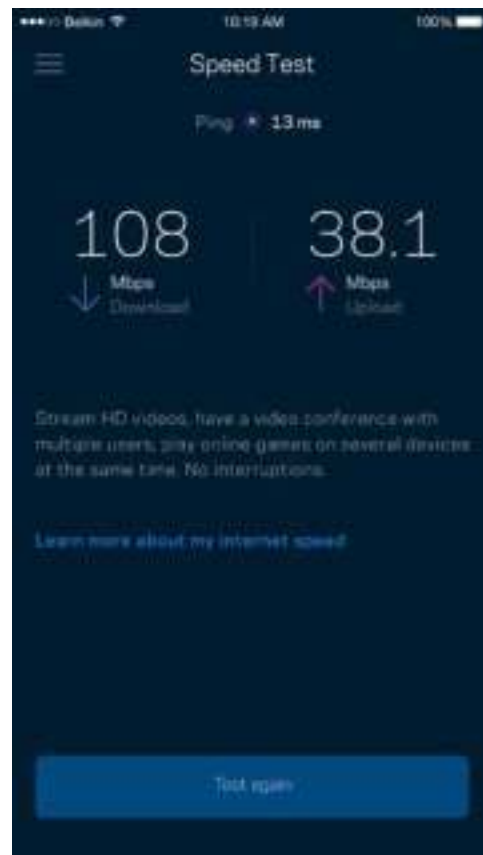 Belkin 10:19 AM 100%
Speed Test
Ping 13 ms
108 38.1
Mbps Mbps
Download Upload
Stream HD videos, have a video conference with
multiple users, play online games on several devices
at the same time. No interruptions.
Learn more about my internet speed
Test again